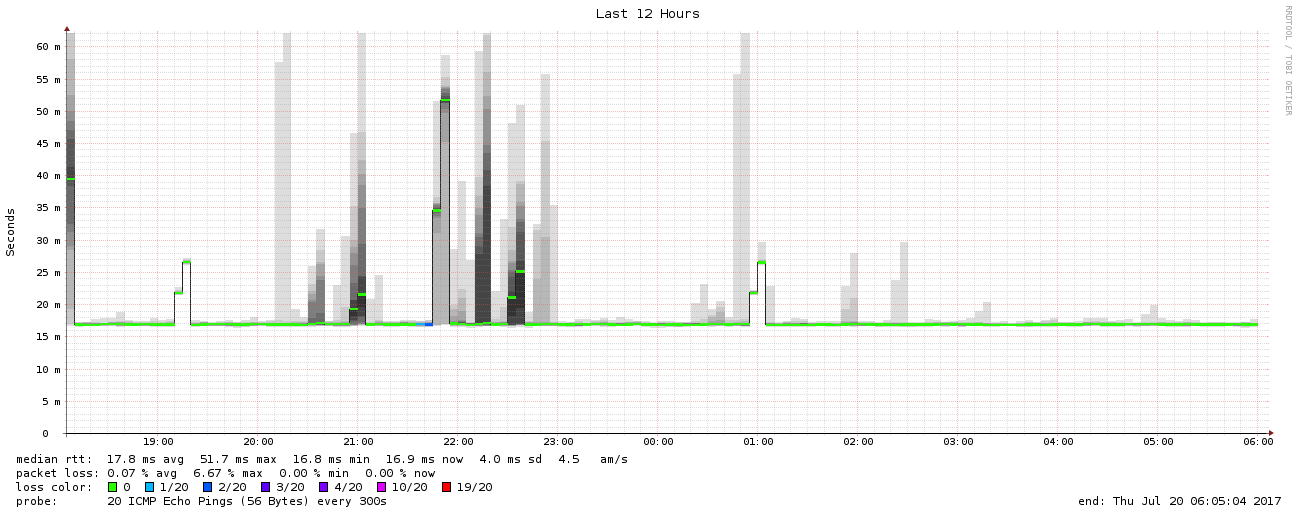 Last 12 Hours
RRDTOOL / TOBI OETIKER
Seconds
60 m
55 m
50 m
45 m
40 m
35 m
30 m
25 m
20 m
15 m
10 m
5 m
0
19:00 20:00 21:00 22:00 23:00 00:00 01:00 02:00 03:00 04:00 05:00 06:00
median rtt: 17.8 ms avg 51.7 ms max 16.8 ms min 16.9 ms now 4.0 ms sd 4.5 am/s
packet loss: 0.07 % avg 6.67 % max 0.00 % min 0.00 % now
loss color: 0 1/20 2/20 3/20 4/20 10/20 19/20
probe: 20 ICMP Echo Pings (56 Bytes) every 300s end: Thu Jul 20 06:05:04 2017